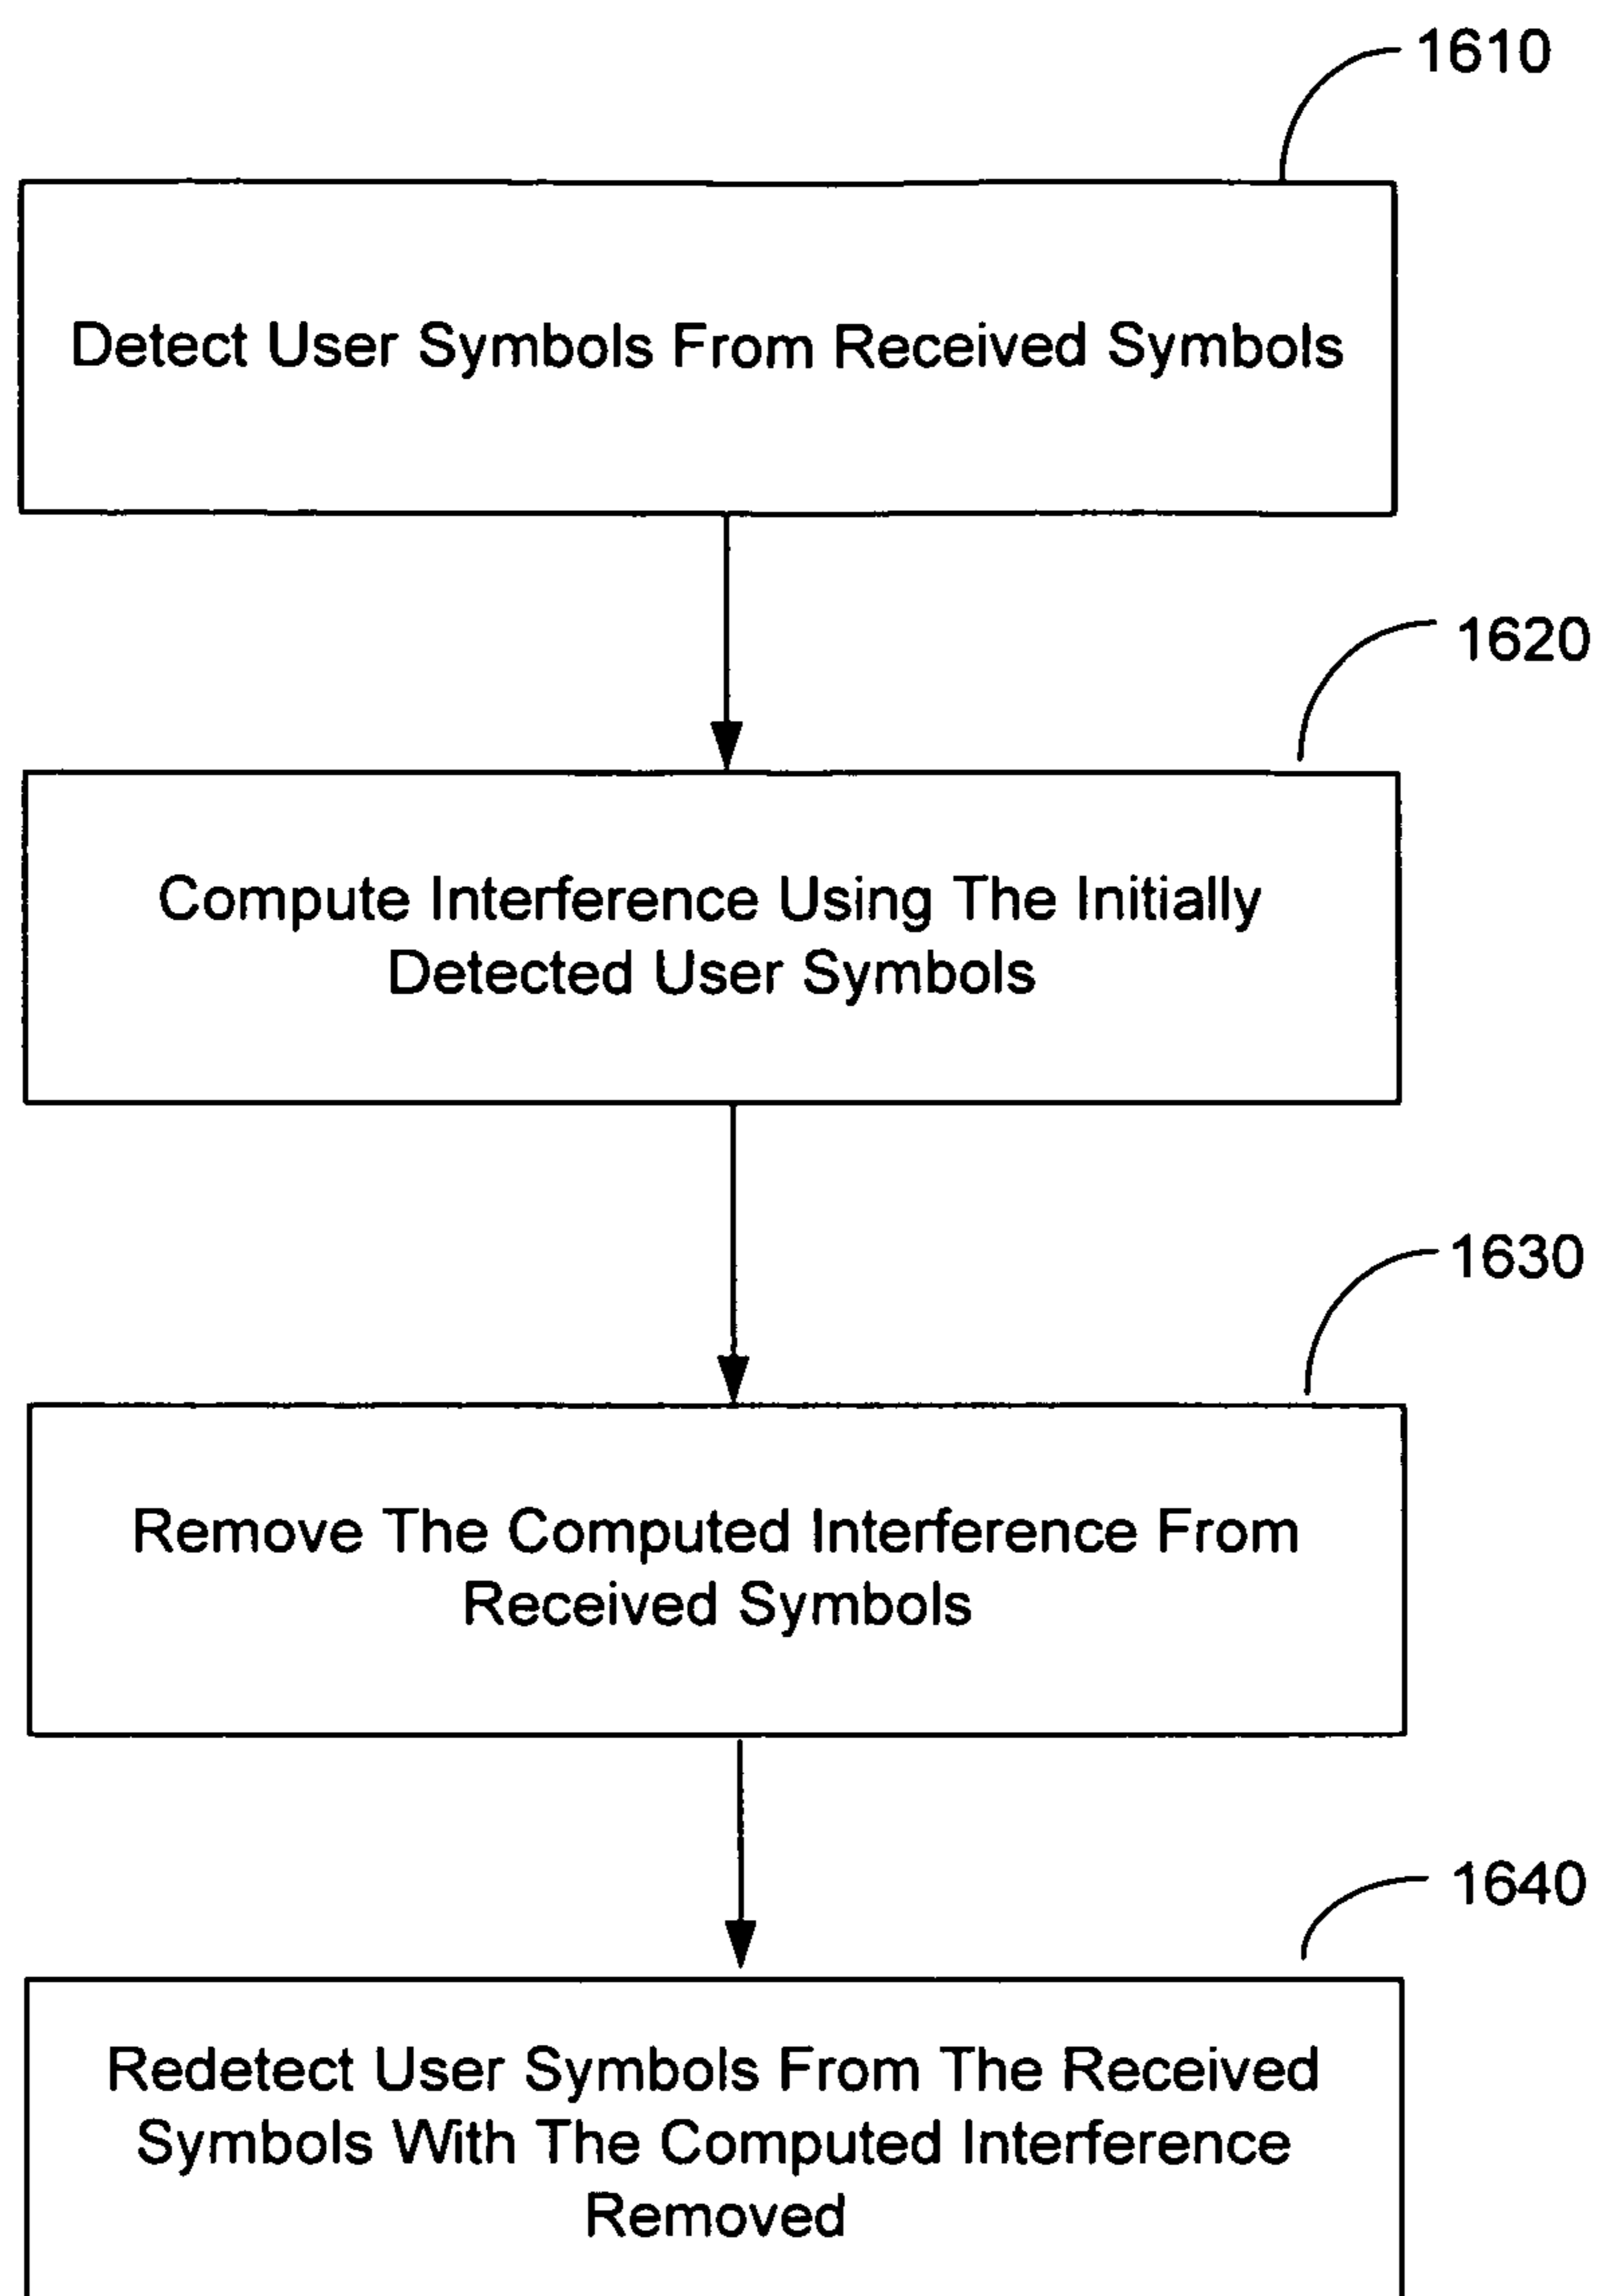 1610
Detect User Symbols From Received Symbols
1620
Compute Interference Using The Initially
Detected User Symbols
1630
Remove The Computed Interference From
Received Symbols
1640
Redetect User Symbols From The Received
Symbols With The Computed Interference
Removed